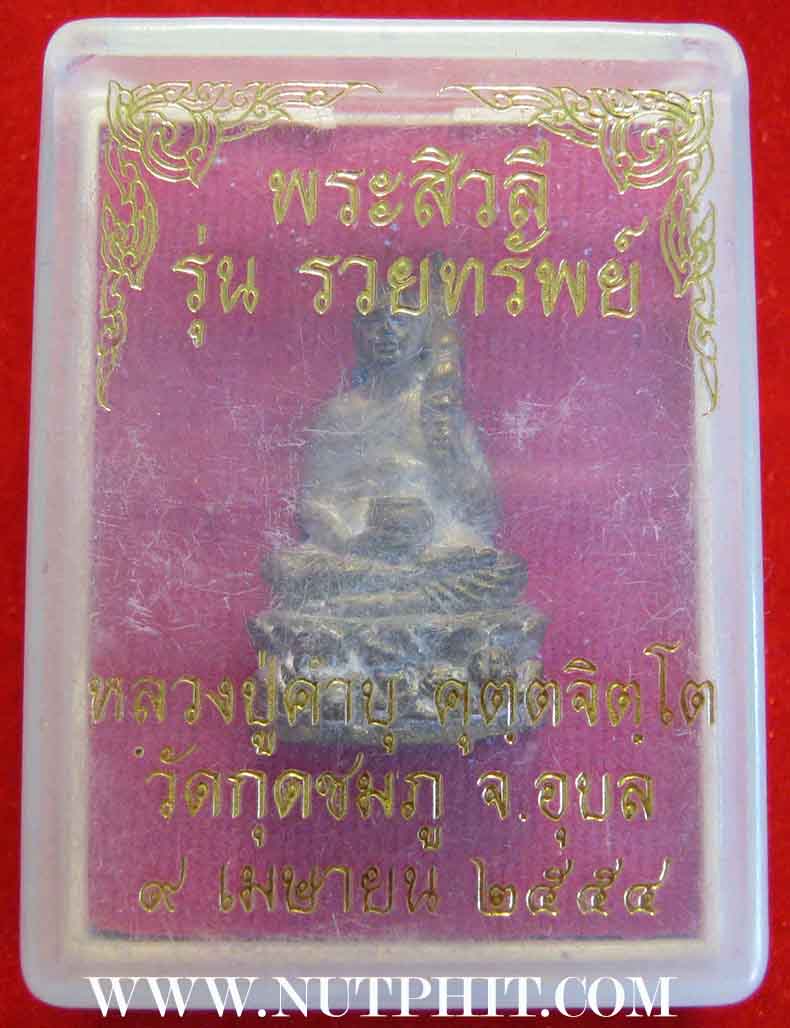 พระสิวลี
รุ่น รวยทรัพย์
หลวงปู่คำบุ คุตฺตจิตฺโต
วัดกุดชมภู จ.อุบล
๙ เมษายน ๒๕๕๔
WWW.NUTPHIT.COM